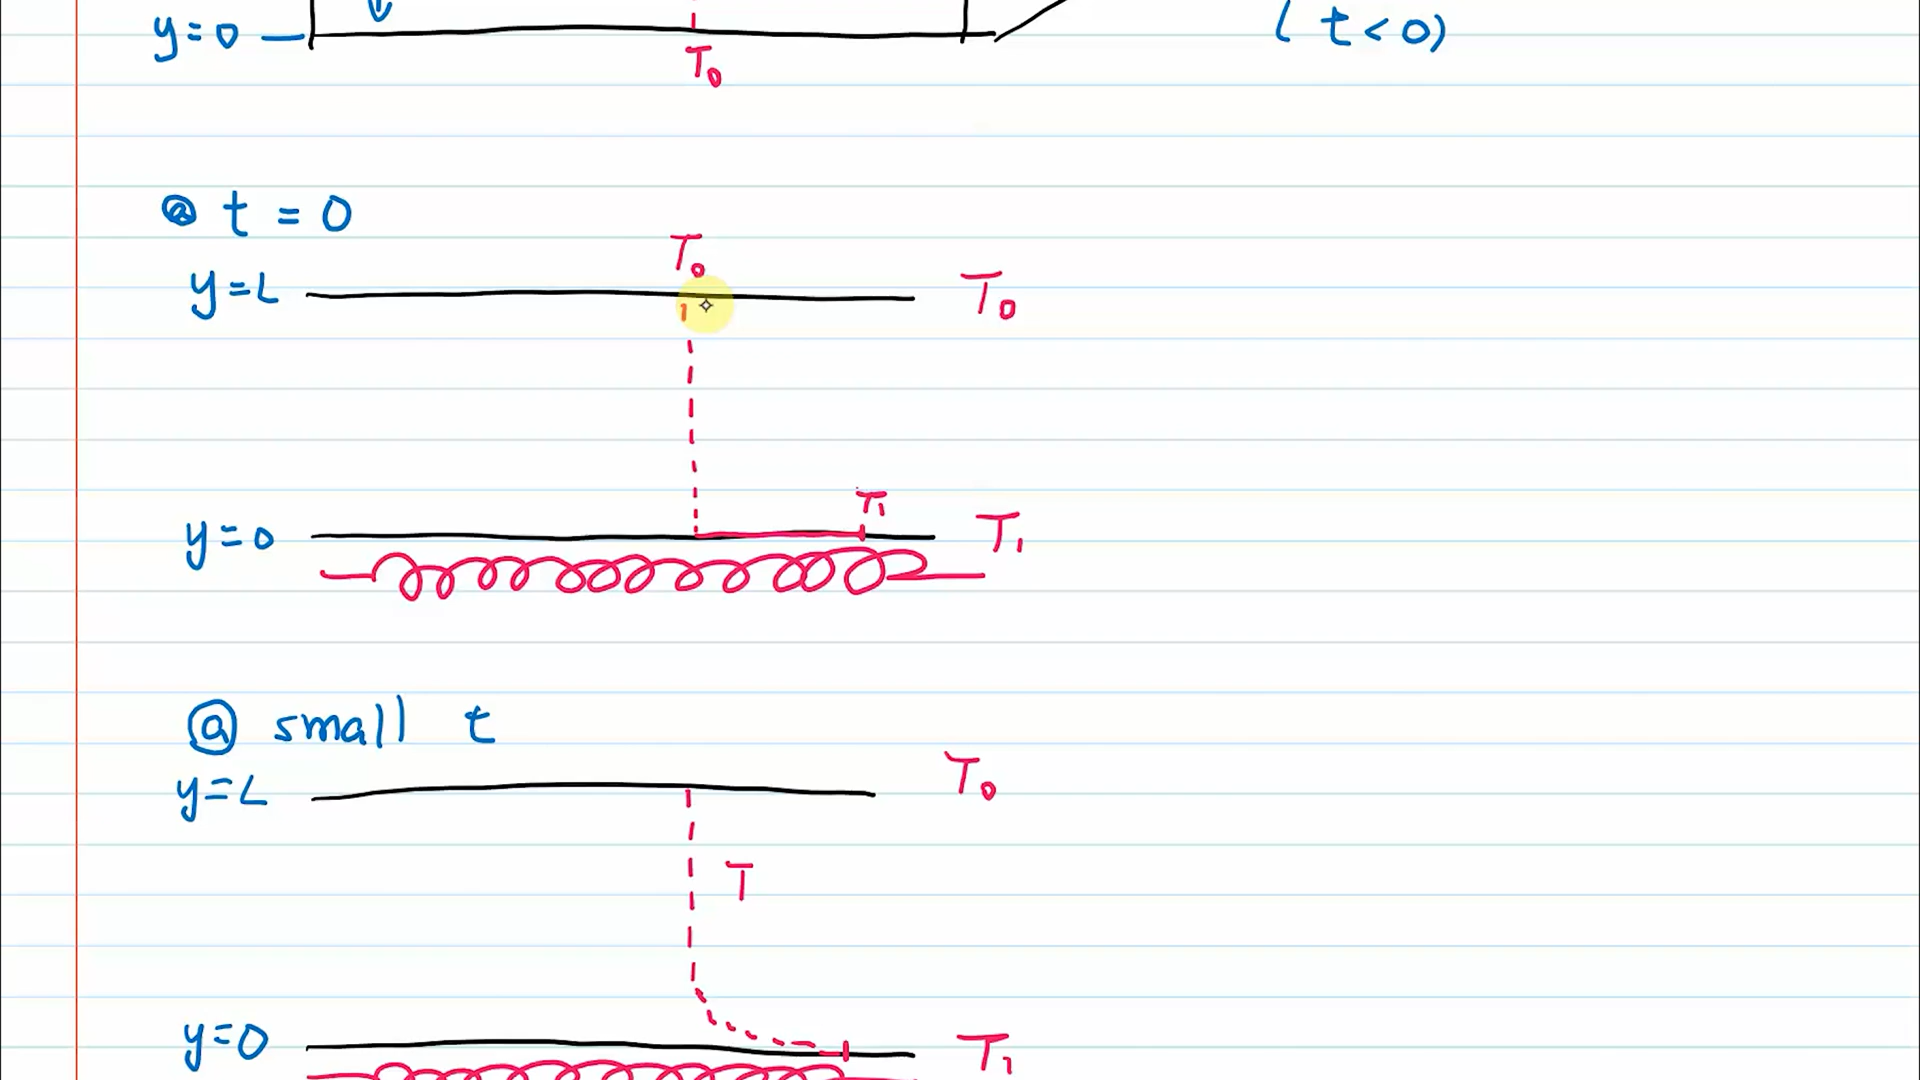 y=0
T₀
(t<0)
@ t = 0
T₀
y=L
T₀
T₁
y=0
T₁
@ small t
y=L
T₀
T
y=0
T₁